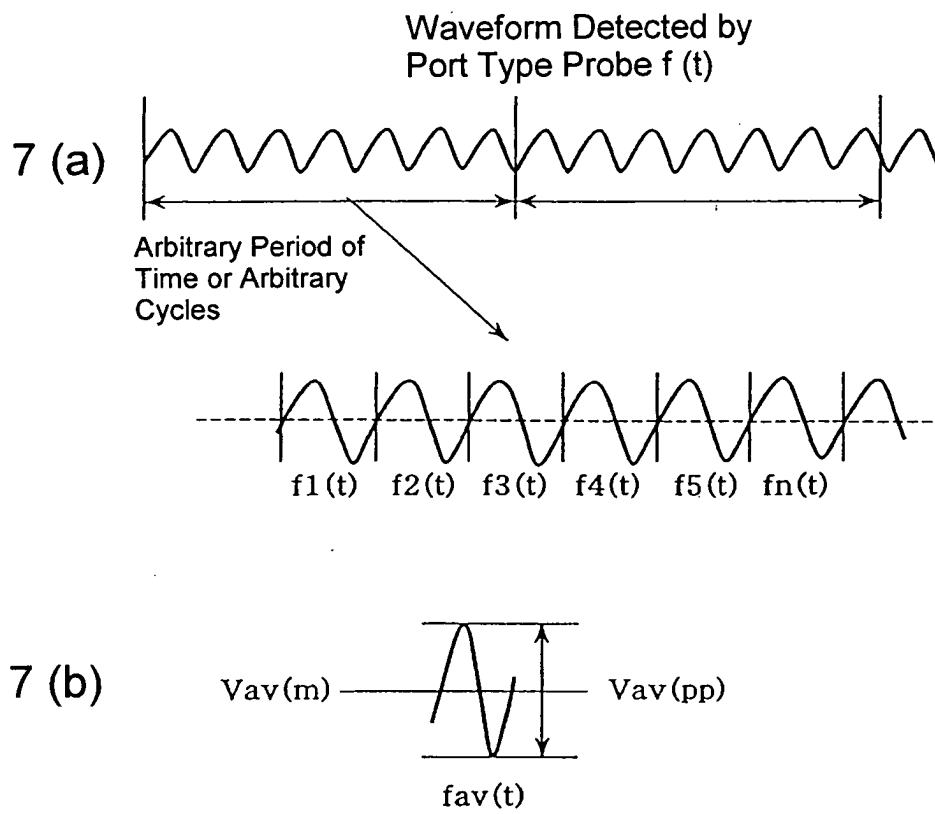 Waveform Detected by
Port Type Probe f (t)
7 (a)
Arbitrary Period of
Time or Arbitrary
Cycles
f1(t) f2(t) f3(t) f4(t) f5(t) fn(t)
7 (b)
Vav(m) Vav(pp)
fav(t)